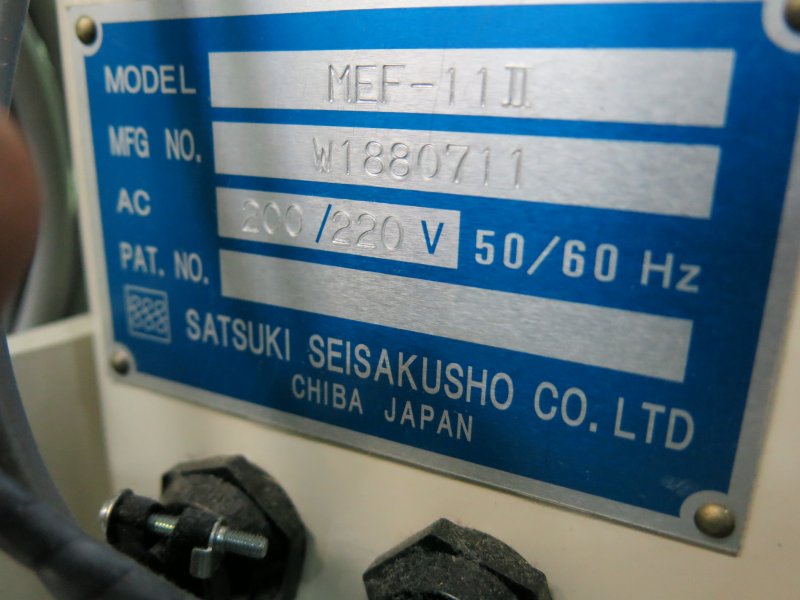 MODEL MEF-11Ⅱ
MFG NO. W1880711
AC 200/220 V 50/60 Hz
PAT. NO.
SATSUKI SEISAKUSHO CO. LTD
CHIBA JAPAN